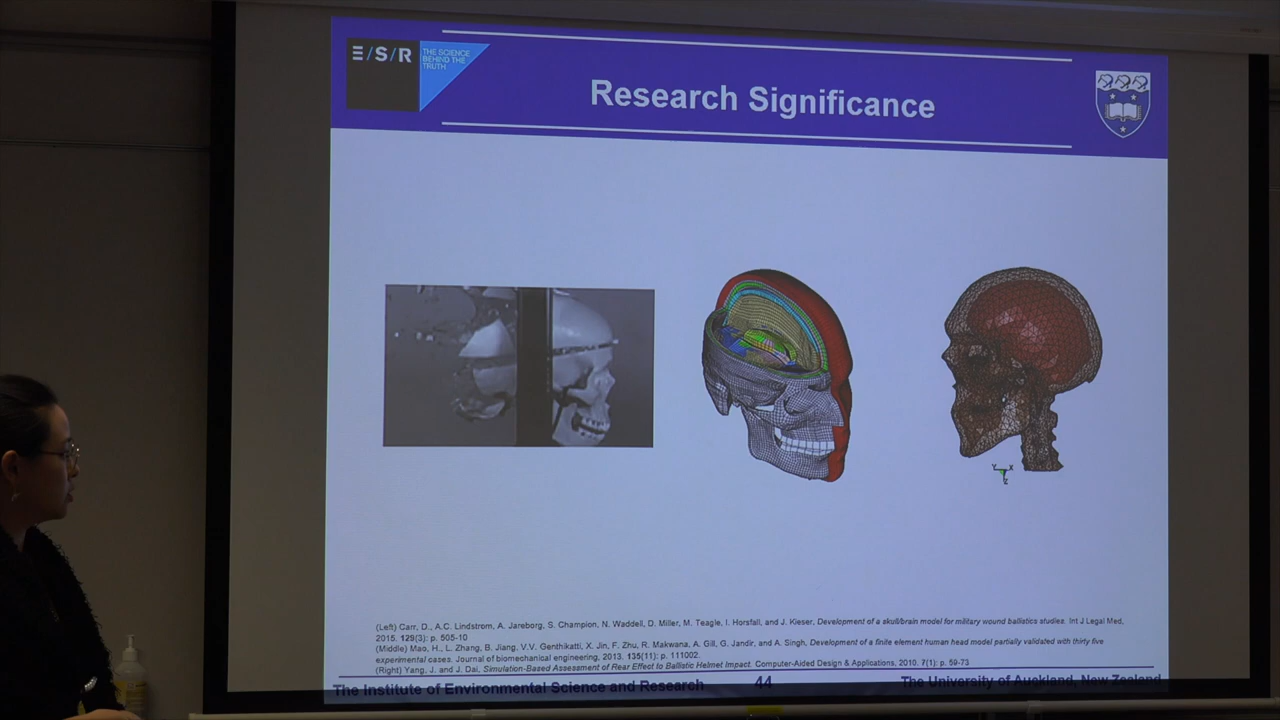 E/S/R
THE SCIENCE
BEHIND THE
TRUTH
Research Significance
Y X
Z
(Left) Carr, D., A.C. Lindstrom, A. Jareborg, S. Champion, N. Waddell, D. Miller, M. Teagle, I. Horsfall, and J. Kieser, Development of a skull/brain model for military wound ballistics studies. Int J Legal Med,
2015. 129(3): p. 505-10
(Middle) Mao, H., L. Zhang, B. Jiang, V.V. Genthikatti, X. Jin, F. Zhu, R. Makwana, A. Gill, G. Jandir, and A. Singh, Development of a finite element human head model partially validated with thirty five
experimental cases. Journal of biomechanical engineering, 2013. 135(11): p. 111002.
(Right) Yang, J. and J. Dai, Simulation-Based Assessment of Rear Effect to Ballistic Helmet Impact. Computer-Aided Design & Applications, 2010. 7(1): p. 59-73
The Institute of Environmental Science and Research 44 The University of Auckland, New Zealand